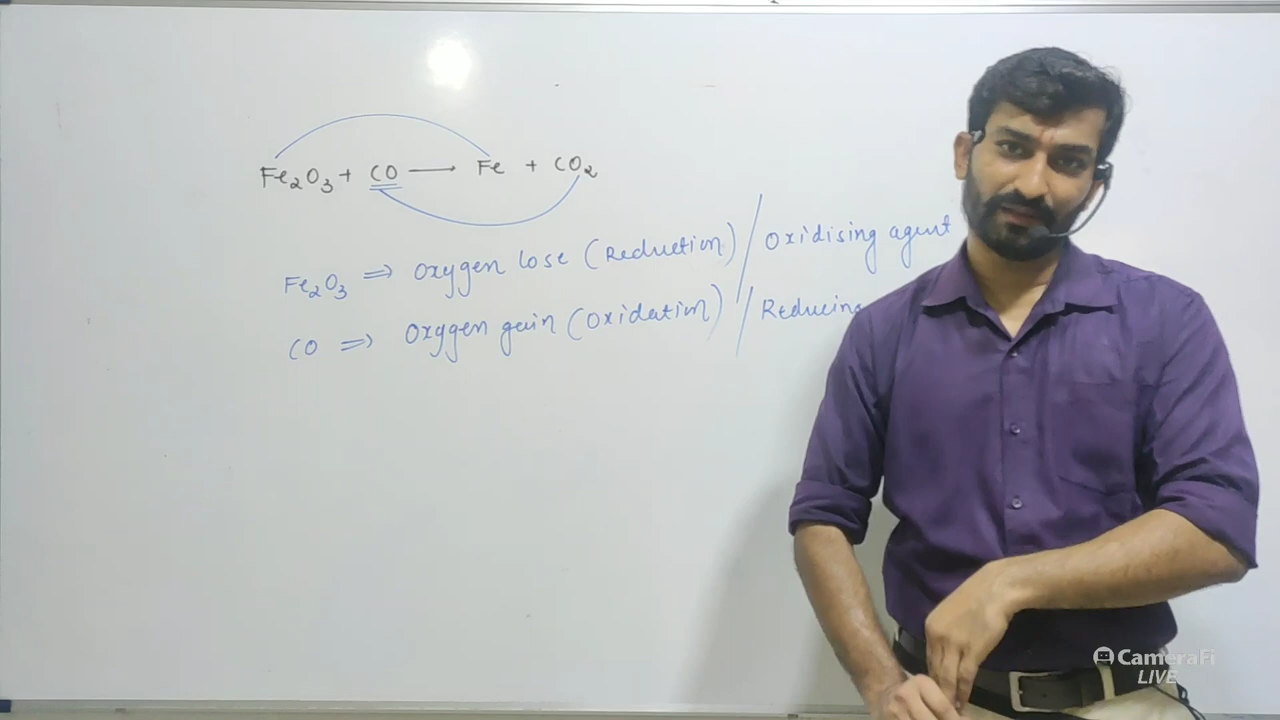 Fe₂O₃ + CO ⟶ Fe + CO₂
Fe₂O₃ ⇒ Oxygen lose (Reduction) / Oxidising agent
CO ⇒ Oxygen gain (Oxidation) / Reducing
CameraFi
LIVE